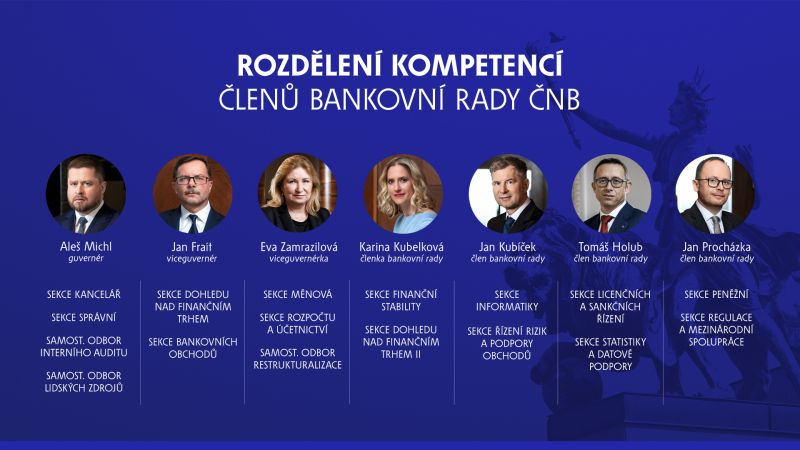 ROZDĚLENÍ KOMPETENCÍ
ČLENŮ BANKOVNÍ RADY ČNB
Aleš Michl
guvernér
SEKCE KANCELÁŘ
SEKCE SPRÁVNÍ
SAMOST. ODBOR
INTERNÍHO AUDITU
SAMOST. ODBOR
LIDSKÝCH ZDROJŮ
Jan Frait
viceguvernér
SEKCE DOHLEDU
NAD FINANČNÍM
TRHEM
SEKCE BANKOVNÍCH
OBCHODŮ
Eva Zamrazilová
viceguvernérka
SEKCE MĚNOVÁ
SEKCE ROZPOČTU
A ÚČETNICTVÍ
SAMOST. ODBOR
RESTRUKTURALIZACE
Karina Kubelková
členka bankovní rady
SEKCE FINANČNÍ
STABILITY
SEKCE DOHLEDU
NAD FINANČNÍM
TRHEM II
Jan Kubíček
člen bankovní rady
SEKCE
INFORMATIKY
SEKCE ŘÍZENÍ RIZIK
A PODPORY
OBCHODŮ
Tomáš Holub
člen bankovní rady
SEKCE LICENČNÍCH
A SANKČNÍCH
ŘÍZENÍ
SEKCE STATISTIKY
A DATOVÉ
PODPORY
Jan Procházka
člen bankovní rady
SEKCE PENĚŽNÍ
SEKCE REGULACE
A MEZINÁRODNÍ
SPOLUPRÁCE